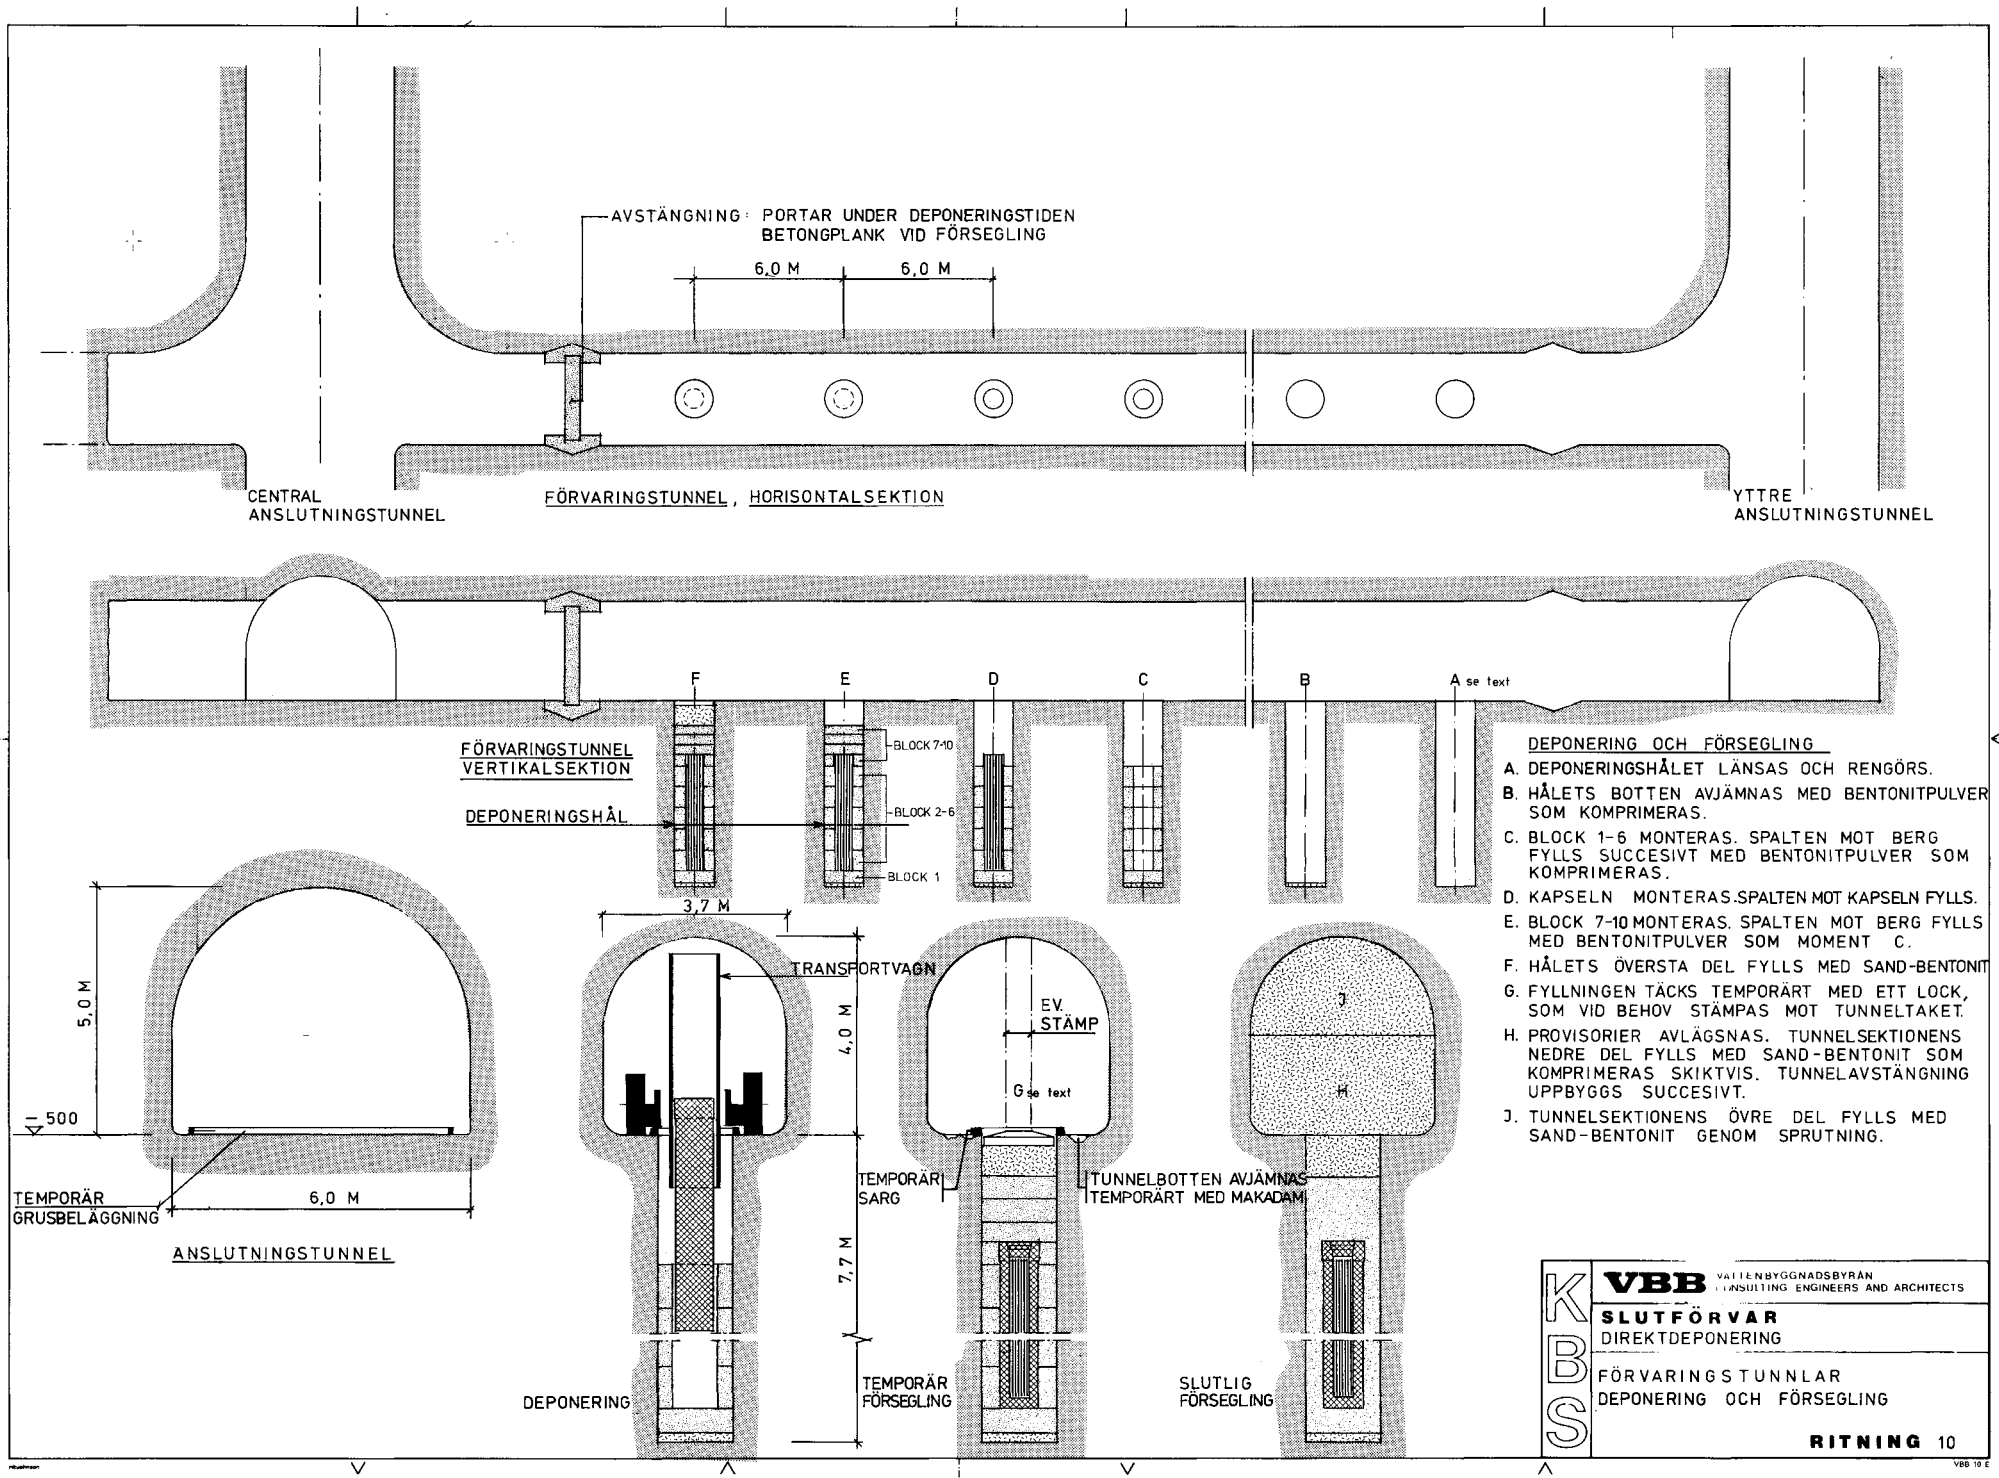 AVSTÄNGNING: PORTAR UNDER DEPONERINGSTIDEN
BETONGPLANK VID FÖRSEGLING
6,0 M
6,0 M
CENTRAL
ANSLUTNINGSTUNNEL
FÖRVARINGSTUNNEL, HORISONTALSEKTION
YTTRE
ANSLUTNINGSTUNNEL
F
E
D
C
B
A se text
FÖRVARINGSTUNNEL
VERTIKALSEKTION
BLOCK 7-10
BLOCK 2-6
BLOCK 1
DEPONERINGSHÅL
DEPONERING OCH FÖRSEGLING
A. DEPONERINGSHÅLET LÄNSAS OCH RENGÖRS.
B. HÅLETS BOTTEN AVJÄMNAS MED BENTONITPULVER
SOM KOMPRIMERAS.
C. BLOCK 1-6 MONTERAS. SPALTEN MOT BERG
FYLLS SUCCESIVT MED BENTONITPULVER SOM
KOMPRIMERAS.
D. KAPSELN MONTERAS. SPALTEN MOT KAPSELN FYLLS.
E. BLOCK 7-10 MONTERAS. SPALTEN MOT BERG FYLLS
MED BENTONITPULVER SOM MOMENT C.
F. HÅLETS ÖVERSTA DEL FYLLS MED SAND-BENTONIT
G. FYLLNINGEN TÄCKS TEMPORÄRT MED ETT LOCK,
SOM VID BEHOV STÄMPAS MOT TUNNELTAKET.
H. PROVISORIER AVLÄGSNAS. TUNNELSEKTIONENS
NEDRE DEL FYLLS MED SAND-BENTONIT SOM
KOMPRIMERAS SKIKTVIS. TUNNELAVSTÄNGNING
UPPBYGGS SUCCESIVT.
J. TUNNELSEKTIONENS ÖVRE DEL FYLLS MED
SAND-BENTONIT GENOM SPRUTNING.
5,0 M
– 500
TEMPORÄR
GRUSBELÄGGNING
6,0 M
ANSLUTNINGSTUNNEL
3,7 M
TRANSPORTVAGN
4,0 M
7,7 M
DEPONERING
EV.
STÄMP
G se text
TEMPORÄR
SARG
TUNNELBOTTEN AVJÄMNAS
TEMPORÄRT MED MAKADAM
TEMPORÄR
FÖRSEGLING
J
H
SLUTLIG
FÖRSEGLING
KBS
VBB VATTENBYGGNADSBYRÅN
CONSULTING ENGINEERS AND ARCHITECTS
SLUTFÖRVAR
DIREKTDEPONERING
FÖRVARINGSTUNNLAR
DEPONERING OCH FÖRSEGLING
RITNING 10
VBB 10 E